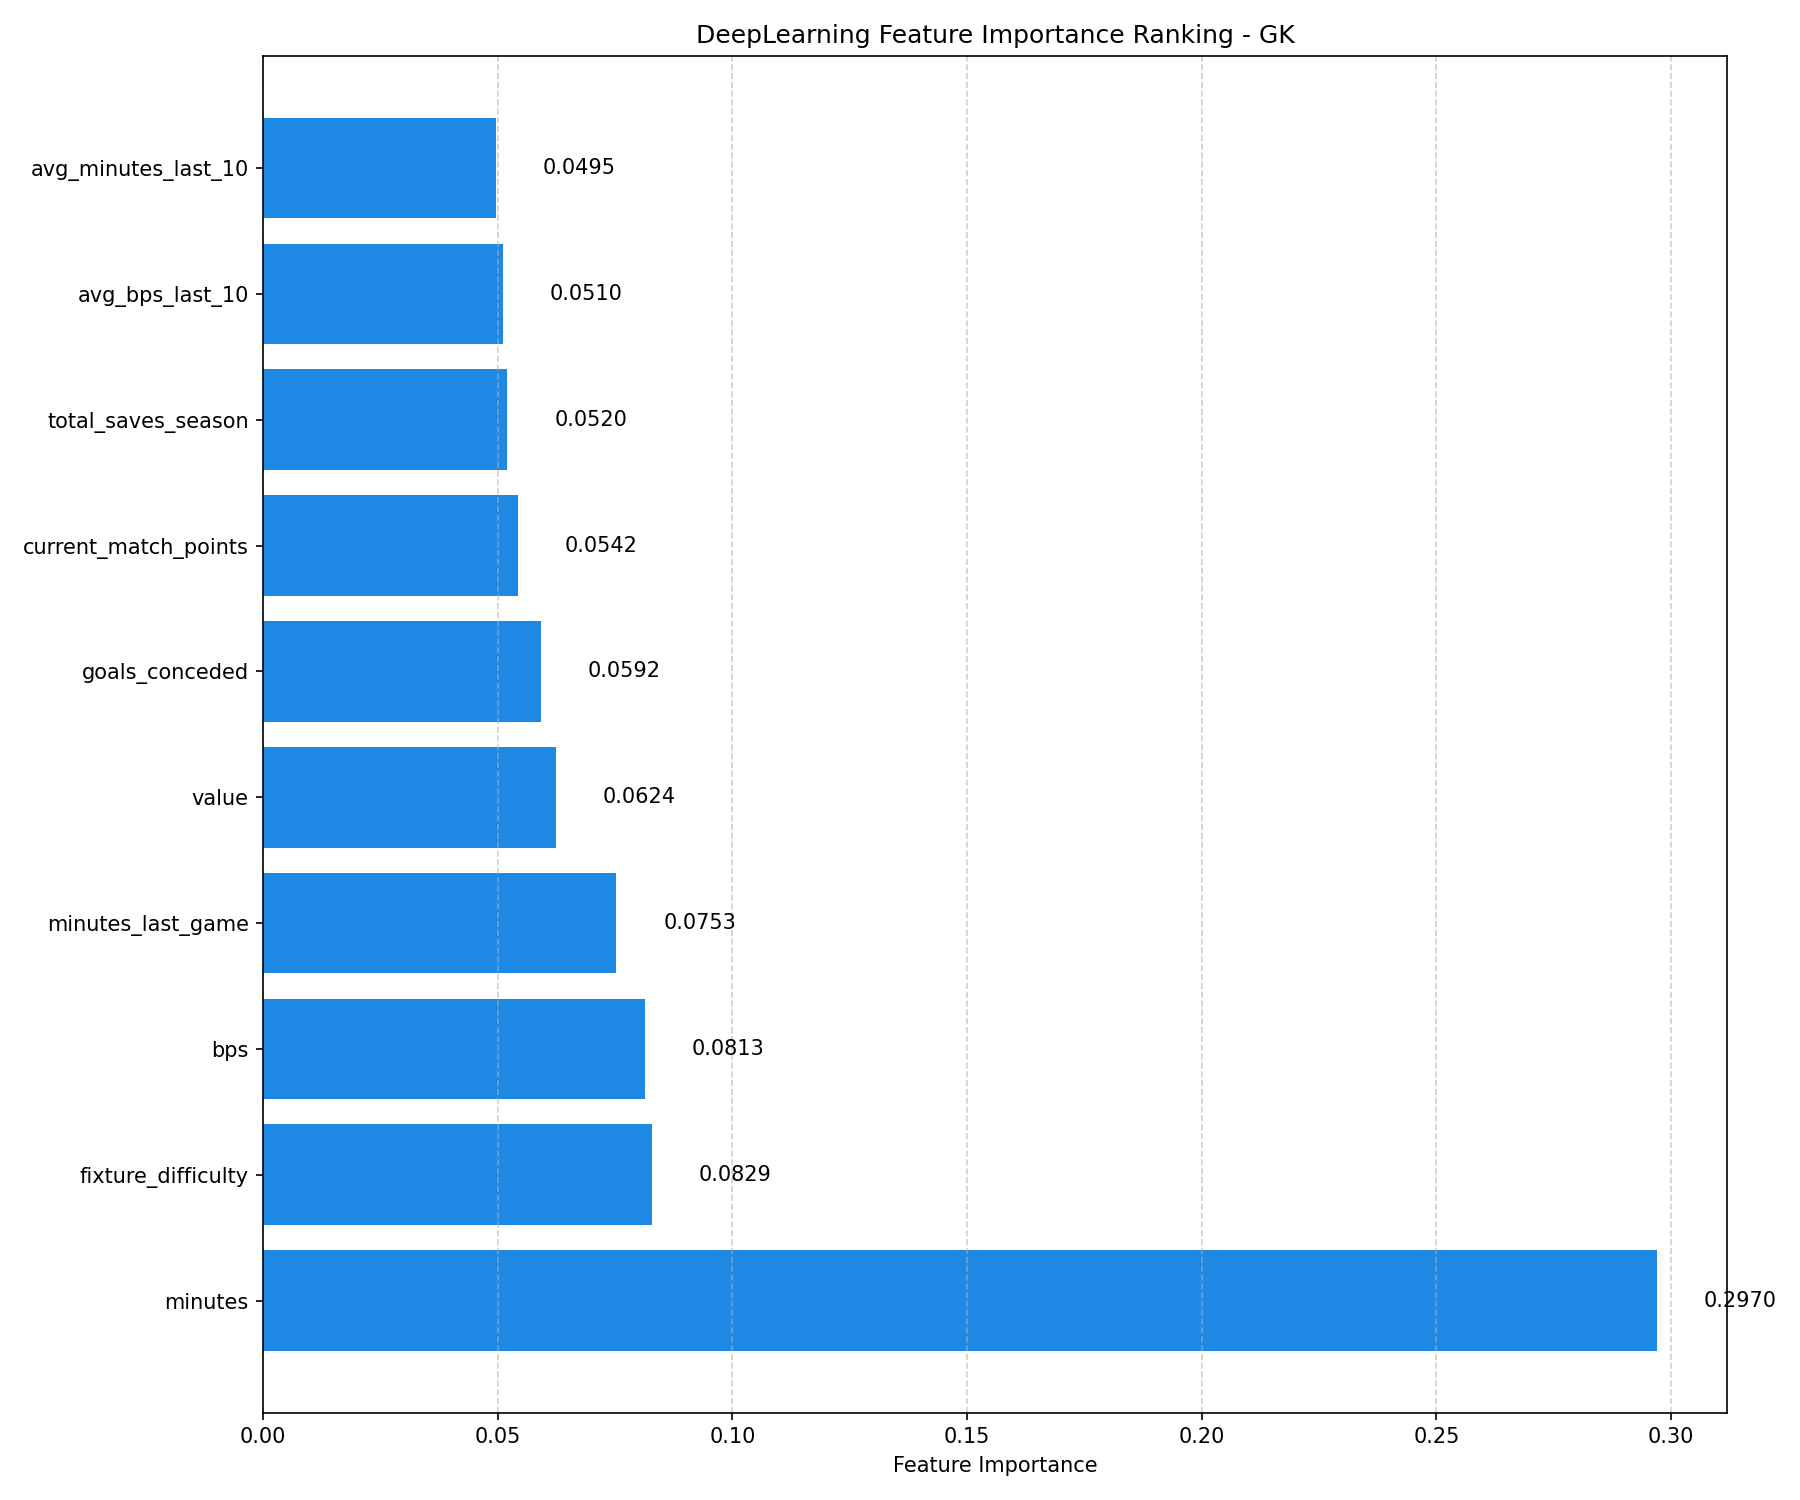 DeepLearning Feature Importance Ranking - GK
avg_minutes_last_10 0.0495
avg_bps_last_10 0.0510
total_saves_season 0.0520
current_match_points 0.0542
goals_conceded 0.0592
value 0.0624
minutes_last_game 0.0753
bps 0.0813
fixture_difficulty 0.0829
minutes 0.2970
0.00 0.05 0.10 0.15 0.20 0.25 0.30
Feature Importance